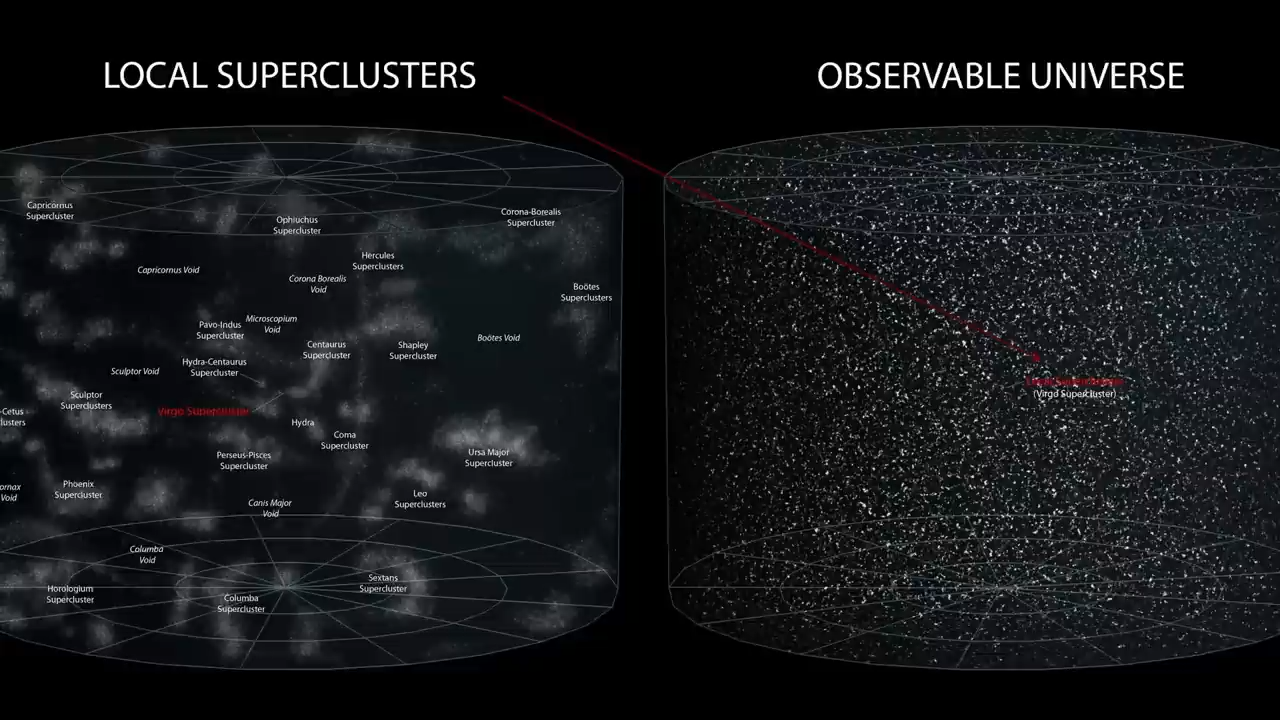 LOCAL SUPERCLUSTERS
OBSERVABLE UNIVERSE
Capricornus
Supercluster
Ophiuchus
Supercluster
Corona-Borealis
Supercluster
Capricornus Void
Hercules
Superclusters
Corona Borealis
Void
Boötes
Superclusters
Microscopium
Void
Pavo-Indus
Supercluster
Centaurus
Supercluster
Shapley
Supercluster
Boötes Void
Hydra-Centaurus
Supercluster
Sculptor Void
Sculptor
Superclusters
Virgo Supercluster
-Cetus
Hydra
Coma
Supercluster
Perseus-Pisces
Supercluster
Ursa Major
Supercluster
Phoenix
Supercluster
Void
Canis Major
Void
Leo
Superclusters
Columba
Void
Horologium
Supercluster
Columba
Supercluster
Sextans
Supercluster
(Virgo Supercluster)